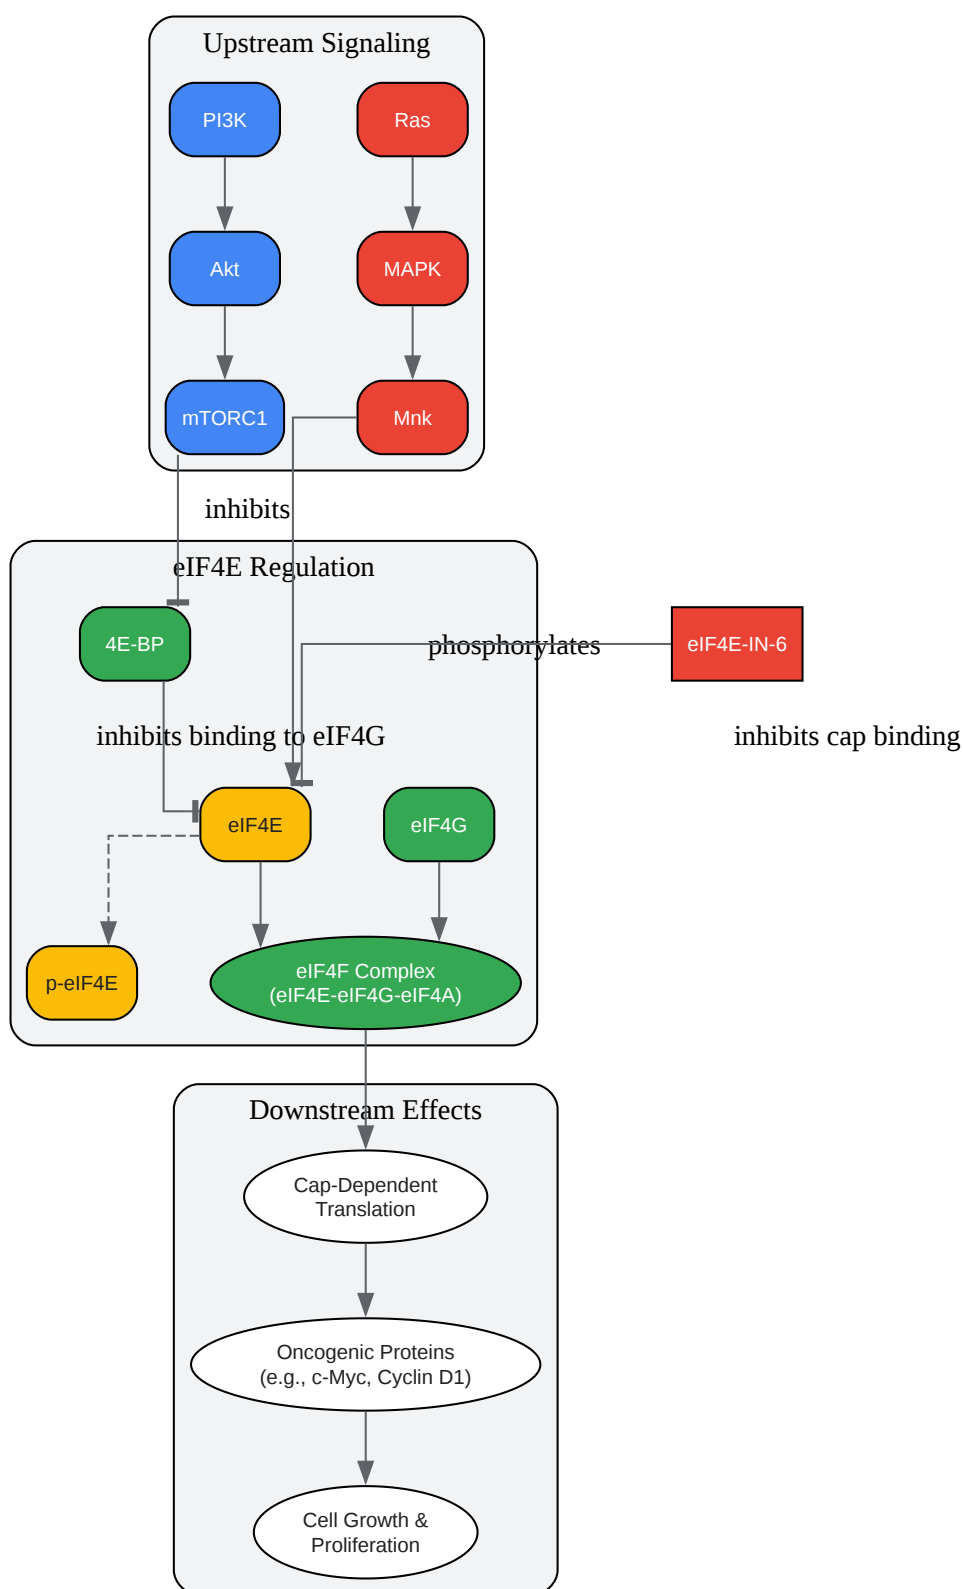 Upstream Signaling
PI3K
Ras
Akt
MAPK
mTORC1
Mnk
inhibits
eIF4E Regulation
4E-BP
phosphorylates
eIF4E-IN-6
inhibits binding to eIF4G
inhibits cap binding
eIF4E
eIF4G
p-eIF4E
eIF4F Complex
(eIF4E-eIF4G-eIF4A)
Downstream Effects
Cap-Dependent
Translation
Oncogenic Proteins
(e.g., c-Myc, Cyclin D1)
Cell Growth &
Proliferation